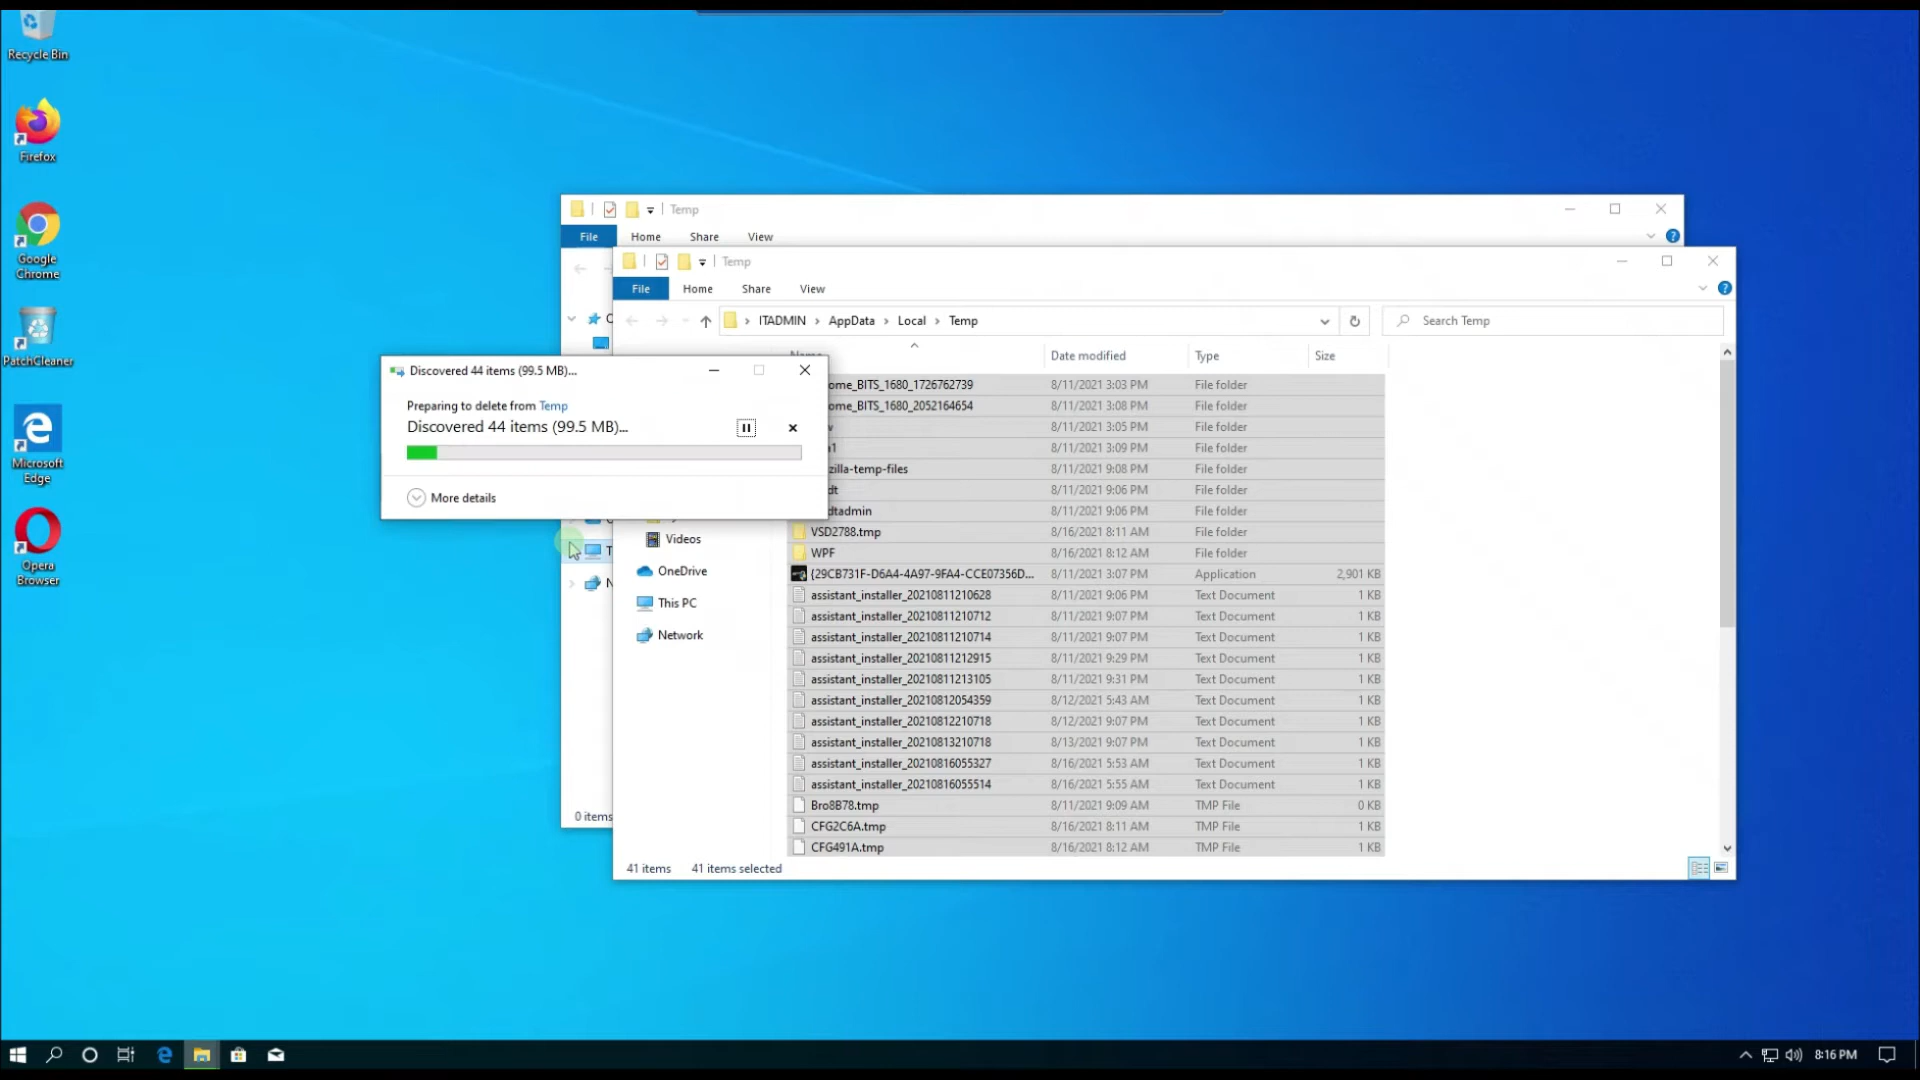 Recycle Bin
Firefox
Google
Chrome
PatchCleaner
Microsoft
Edge
Opera
Browser
Temp
File Home Share View
Temp
File Home Share View
ITADMIN > AppData > Local > Temp
Search Temp
Date modified Type Size
ome_BITS_1680_1726762739 8/11/2021 3:03 PM File folder
ome_BITS_1680_2052164654 8/11/2021 3:08 PM File folder
8/11/2021 3:05 PM File folder
8/11/2021 3:09 PM File folder
zilla-temp-files 8/11/2021 9:08 PM File folder
dt 8/11/2021 9:06 PM File folder
dtadmin 8/11/2021 9:06 PM File folder
VSD2788.tmp 8/16/2021 8:11 AM File folder
WPF 8/16/2021 8:12 AM File folder
{29CB731F-D6A4-4A97-9FA4-CCE07356D... 8/11/2021 3:07 PM Application 2,901 KB
assistant_installer_20210811210628 8/11/2021 9:06 PM Text Document 1 KB
assistant_installer_20210811210712 8/11/2021 9:07 PM Text Document 1 KB
assistant_installer_20210811210714 8/11/2021 9:07 PM Text Document 1 KB
assistant_installer_20210811212915 8/11/2021 9:29 PM Text Document 1 KB
assistant_installer_20210811213105 8/11/2021 9:31 PM Text Document 1 KB
assistant_installer_20210812054359 8/12/2021 5:43 AM Text Document 1 KB
assistant_installer_20210812210718 8/12/2021 9:07 PM Text Document 1 KB
assistant_installer_20210813210718 8/13/2021 9:07 PM Text Document 1 KB
assistant_installer_20210816055327 8/16/2021 5:53 AM Text Document 1 KB
assistant_installer_20210816055514 8/16/2021 5:55 AM Text Document 1 KB
Bro8B78.tmp 8/11/2021 9:09 AM TMP File 0 KB
CFG2C6A.tmp 8/16/2021 8:11 AM TMP File 1 KB
CFG491A.tmp 8/16/2021 8:12 AM TMP File 1 KB
Videos
OneDrive
This PC
Network
0 items
41 items 41 items selected
Discovered 44 items (99.5 MB)...
Preparing to delete from Temp
Discovered 44 items (99.5 MB)...
More details
8:16 PM